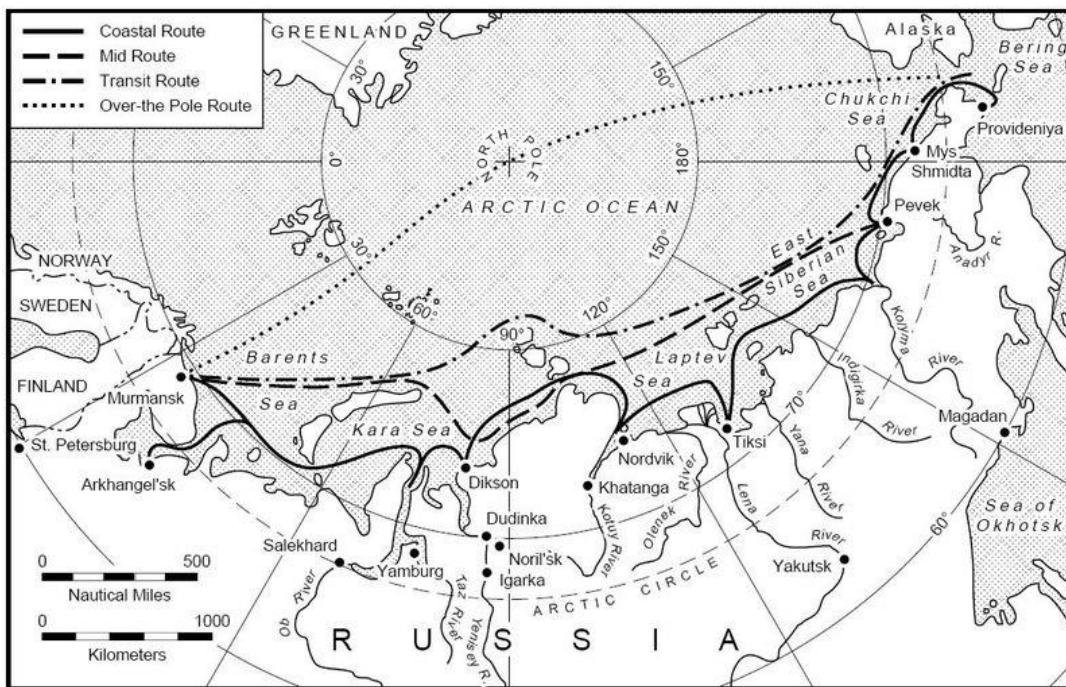 Coastal Route
Mid Route
Transit Route
Over-the Pole Route
GREENLAND
Alaska
Bering
Sea
30°
150°
Chukchi
Sea
Provideniya
0°
NORTH
POLE
180°
Mys
Shmidta
ARCTIC OCEAN
Pevek
30°
150°
East
Siberian
Sea
Anadyr R.
NORWAY
SWEDEN
60°
90°
120°
Kolyma
River
Barents
Sea
Laptev
Sea
Indigirka
River
FINLAND
Murmansk
Kara Sea
70°
Magadan
St. Petersburg
Arkhangel'sk
Dikson
Nordvik
Tiksi
Yana
River
Khatanga
Kotuy River
Olenek
River
Lena
River
60°
Sea of
Okhotsk
Dudinka
Noril'sk
Igarka
Salekhard
Yamburg
Yakutsk
ARCTIC CIRCLE
Ob
River
Taz
River
Yenisey R.
RUSSIA
0
500
Nautical Miles
0
1000
Kilometers